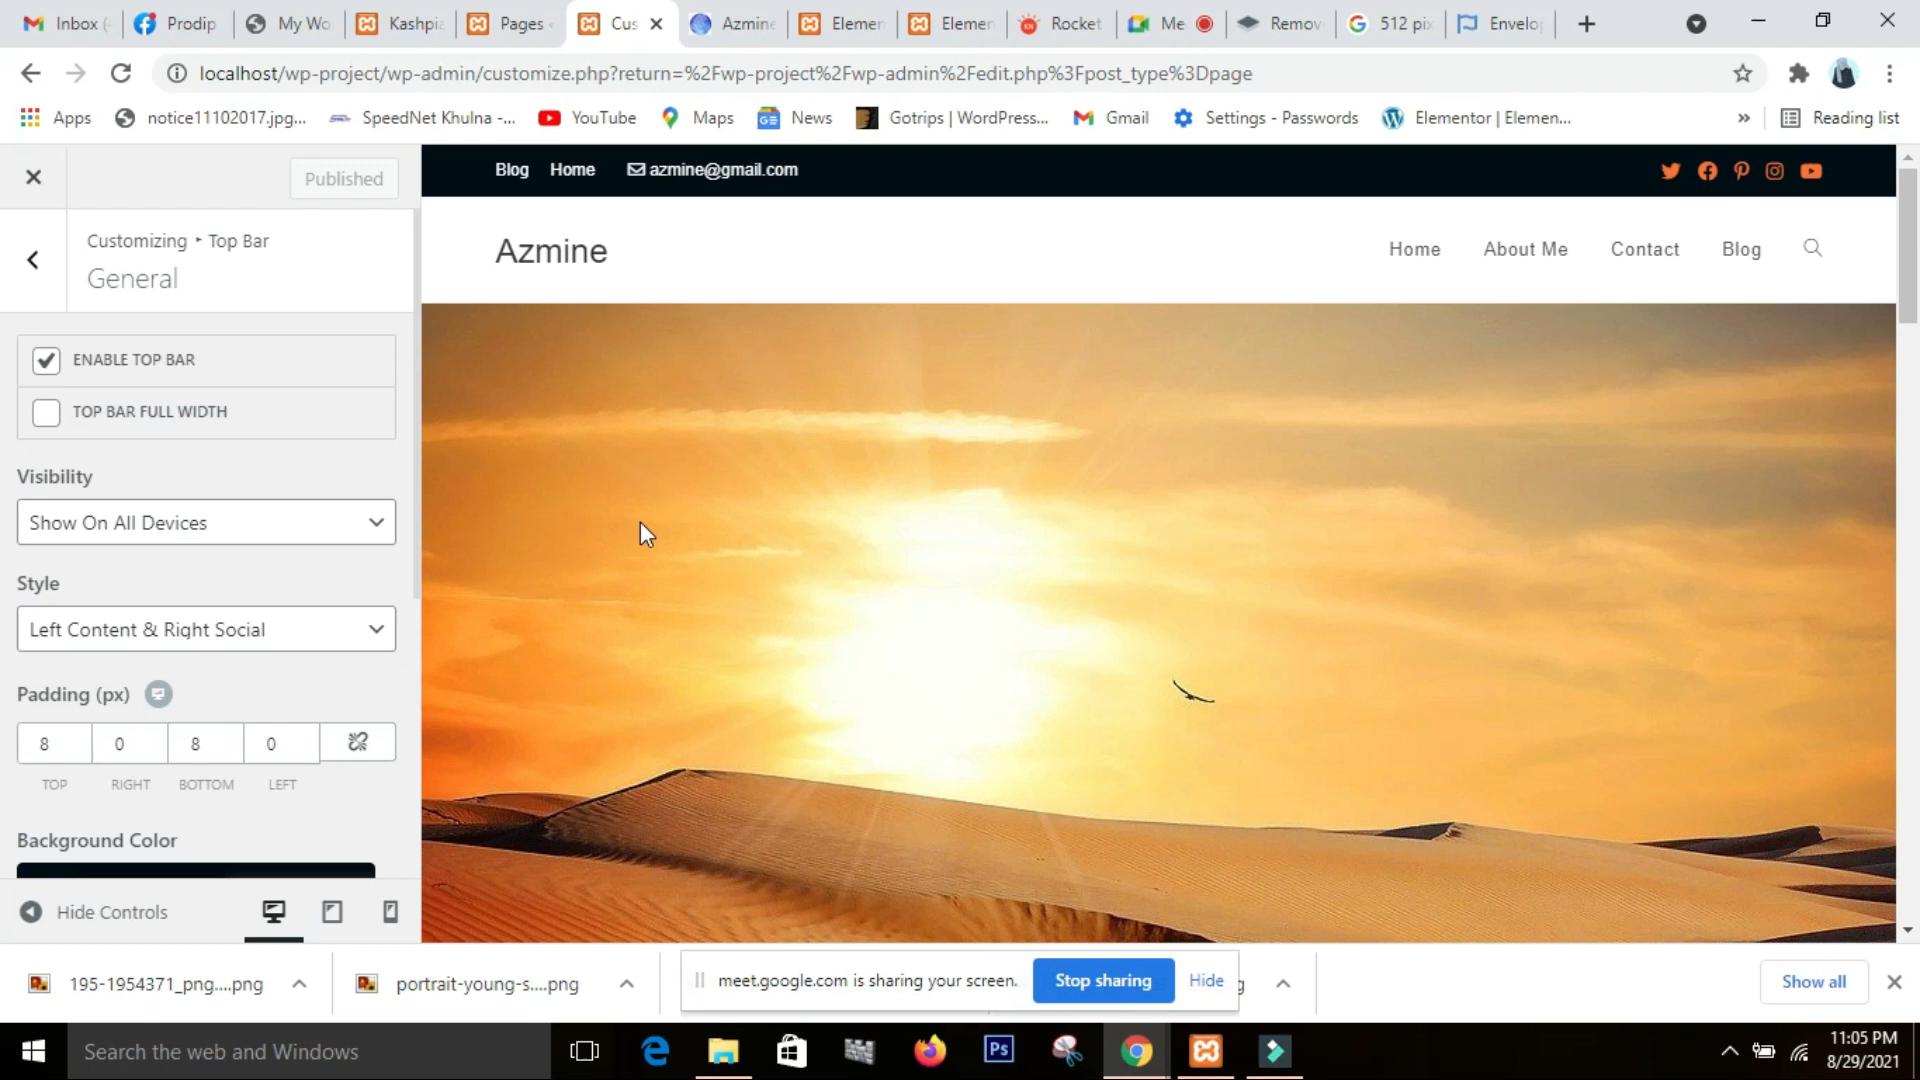 Inbox (
Prodip
My Wo
Kashpia
Pages
Cus
Azmine
Elemen
Elemen
Rocket
Me
Remov
512 pix
Envelo
localhost/wp-project/wp-admin/customize.php?return=%2Fwp-project%2Fwp-admin%2Fedit.php%3Fpost_type%3Dpage
Apps
notice11102017.jpg...
SpeedNet Khulna -...
YouTube
Maps
News
Gotrips | WordPress...
Gmail
Settings - Passwords
Elementor | Elemen...
»
Reading list
Published
Customizing ▸ Top Bar
General
ENABLE TOP BAR
TOP BAR FULL WIDTH
Visibility
Show On All Devices
Style
Left Content & Right Social
Padding (px)
8 0 8 0
TOP RIGHT BOTTOM LEFT
Background Color
Hide Controls
Blog Home azmine@gmail.com
Azmine
Home About Me Contact Blog
195-1954371_png....png
portrait-young-s....png
meet.google.com is sharing your screen.
Stop sharing
Hide
g
Show all
Search the web and Windows
Ps
11:05 PM
8/29/2021